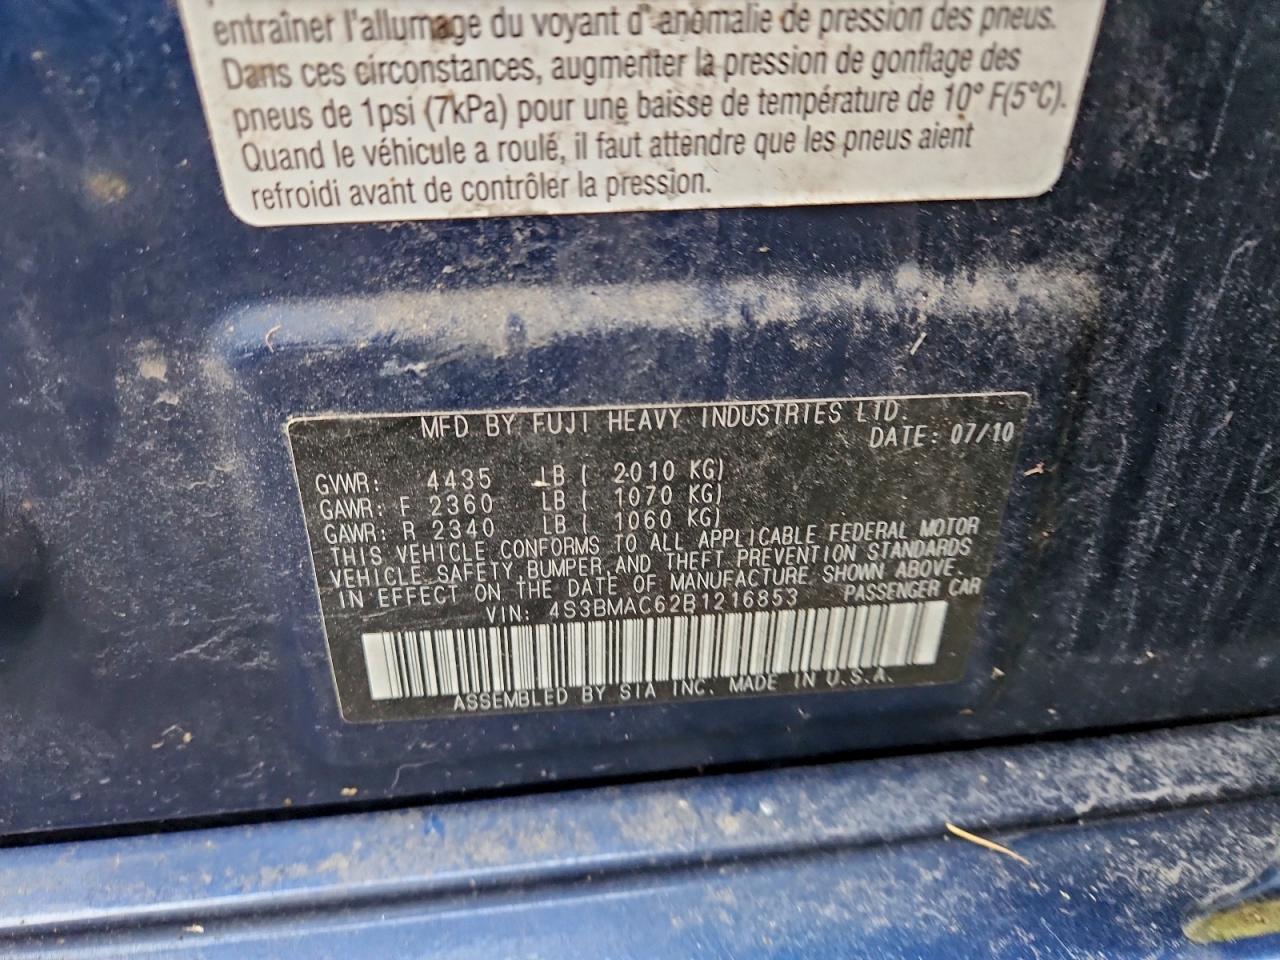 entraîner l'allumage du voyant d'anomalie de pression des pneus.
Dans ces circonstances, augmenter la pression de gonflage des
pneus de 1psi (7kPa) pour une baisse de température de 10° F(5°C).
Quand le véhicule a roulé, il faut attendre que les pneus aient
refroidi avant de contrôler la pression.
MFD BY FUJI HEAVY INDUSTRIES LTD.
DATE: 07/10
GVWR: 4435 LB ( 2010 KG)
GAWR: F 2360 LB ( 1070 KG)
GAWR: R 2340 LB ( 1060 KG)
THIS VEHICLE CONFORMS TO ALL APPLICABLE FEDERAL MOTOR
VEHICLE SAFETY BUMPER AND THEFT PREVENTION STANDARDS
IN EFFECT ON THE DATE OF MANUFACTURE SHOWN ABOVE.
VIN: 4S3BMAC62B1216853 PASSENGER CAR
ASSEMBLED BY SIA INC. MADE IN U.S.A.